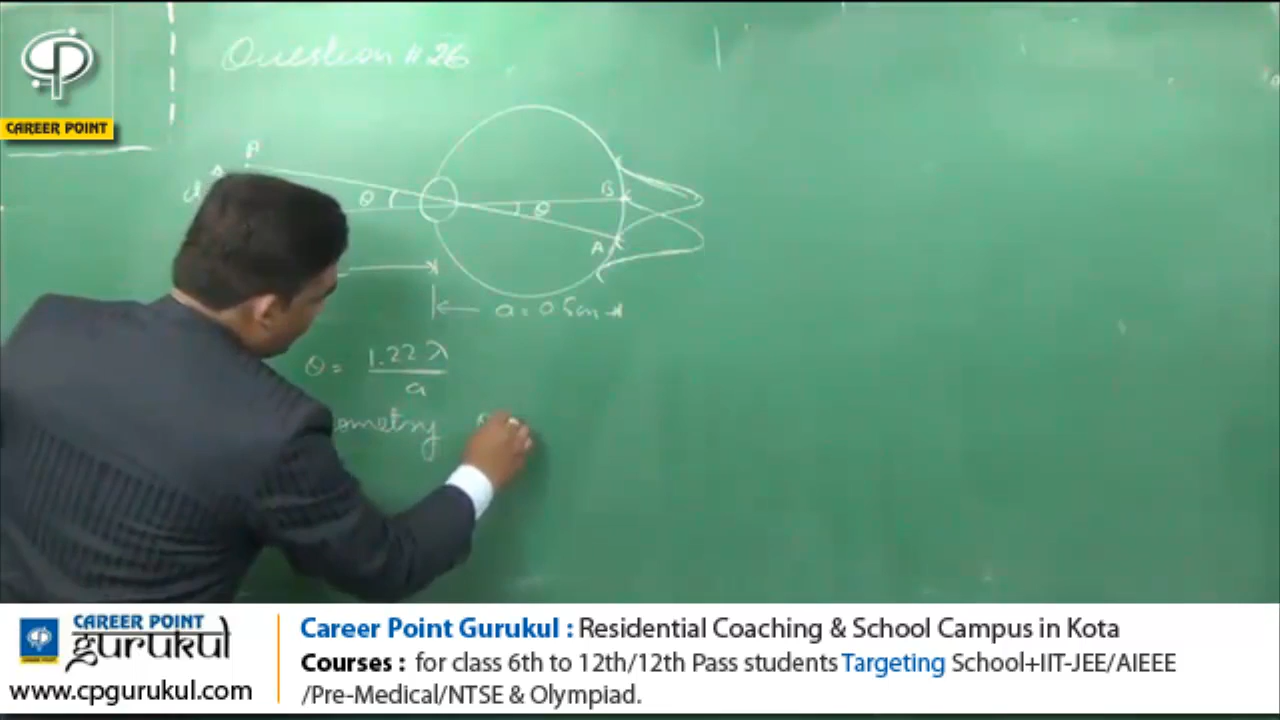 Question # 26
CAREER POINT
A
d
θ
θ
B
A
a = 0.5cm
θ = 1.22 λ / a
ometry
CAREER POINT
gurukul
www.cpgurukul.com
Career Point Gurukul : Residential Coaching & School Campus in Kota
Courses : for class 6th to 12th/12th Pass students Targeting School+IIT-JEE/AIEEE
/Pre-Medical/NTSE & Olympiad.